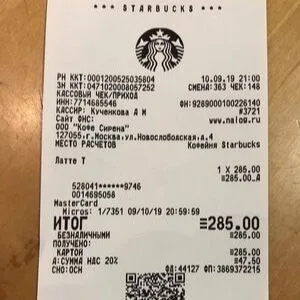 *** STARBUCKS ***
РН ККТ:0001200525035804 10.09.19 21:00
ЗН ККТ:0471020008057252 СМЕНА:363 ЧЕК:148
КАССОВЫЙ ЧЕК/ПРИХОД
ИНН:7714685546 ФН:9289000100226140
КАССИР: Кученкова А М #3721
Сайт ФНС: www.nalog.ru
ООО "Кофе Сирена"
127055,г.Москва,ул.Новослободская,д.4
МЕСТО РАСЧЕТОВ Кофейня Starbucks
Латте Т
1 X 285.00
≡285.00_А
528041******9746
0014695058
MasterCard
Micros: 1/7351 09/10/19 20:59:59
ИТОГ ≡285.00
БЕЗНАЛИЧНЫМИ ≡285.00
ПОЛУЧЕНО:
КАРТОЙ ≡285.00
А:СУММА НДС 20% ≡47.50
СНО:ОСН ФД:44127 ФП:3869372215